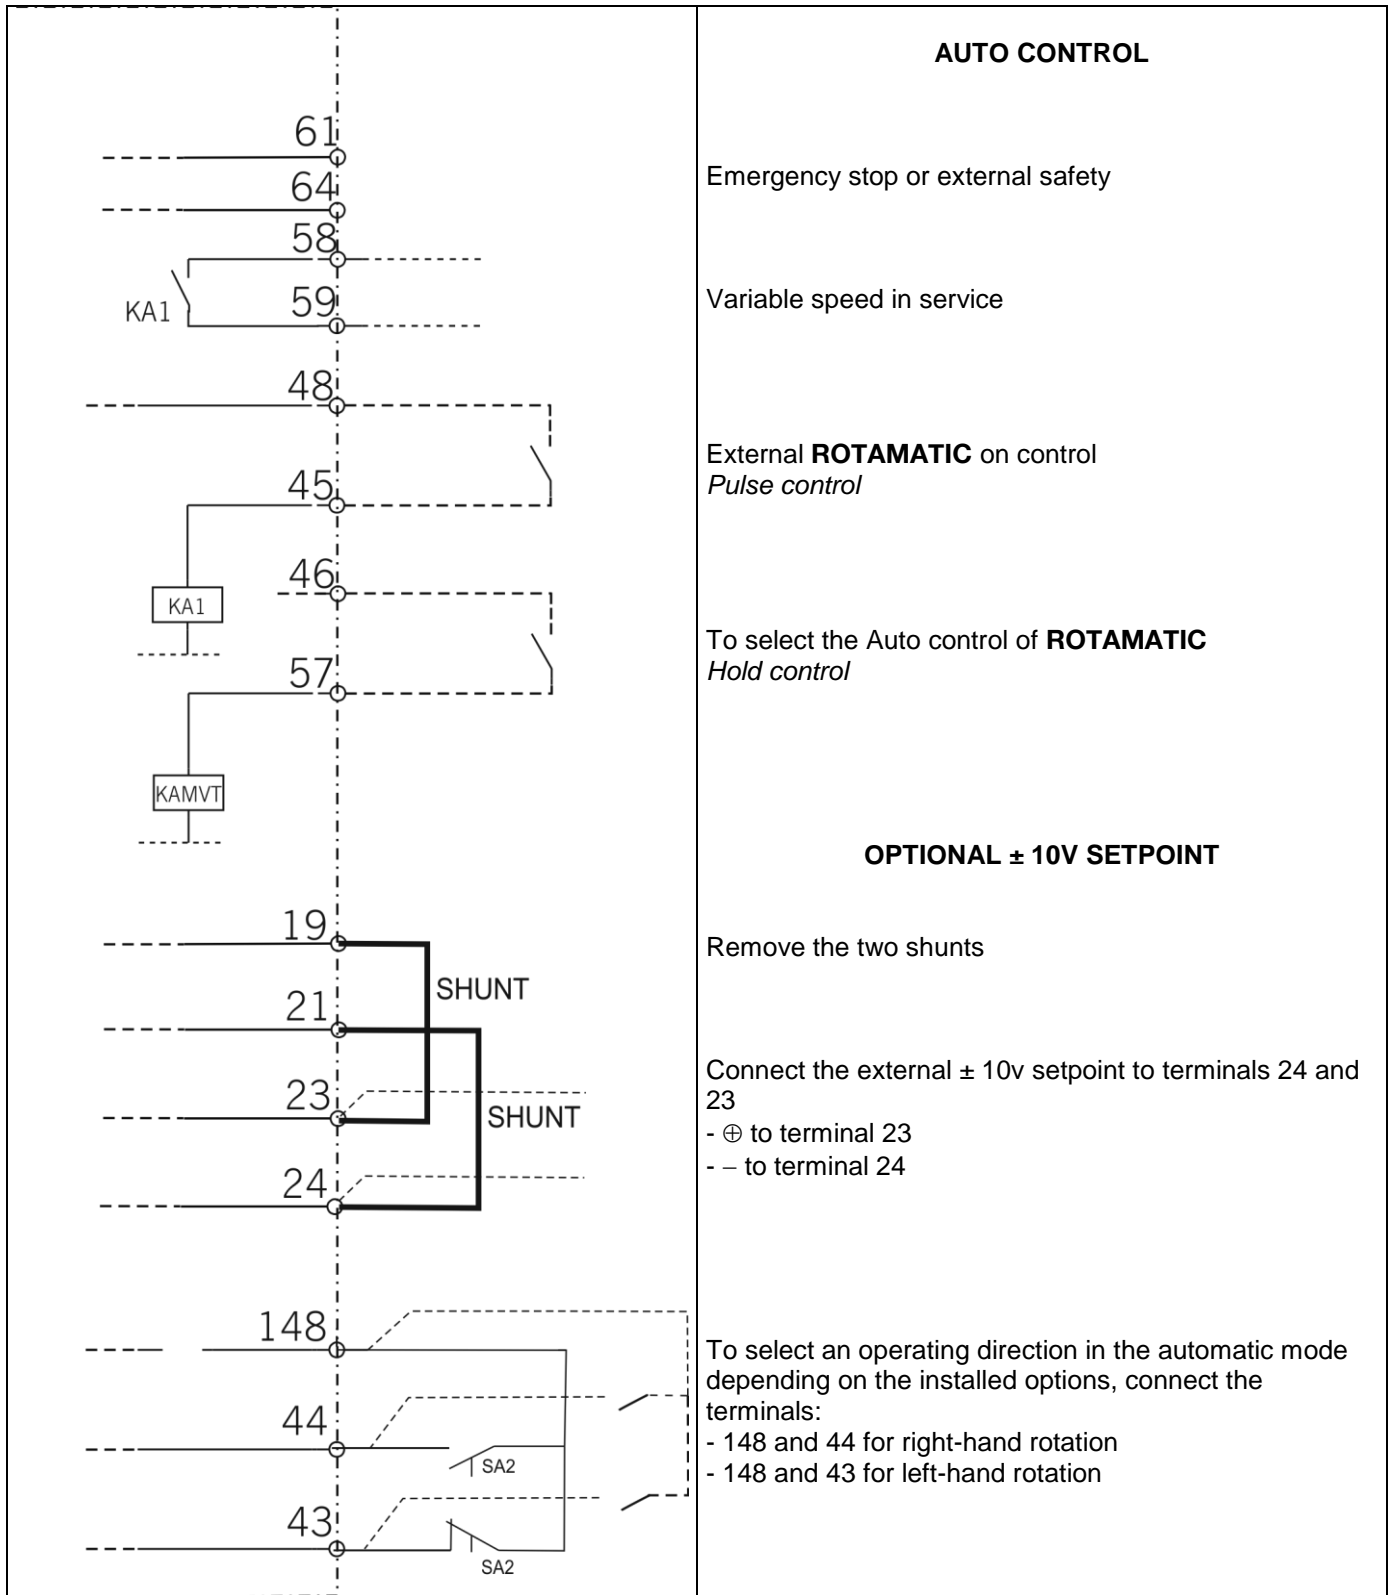 AUTO CONTROL
61
Emergency stop or external safety
64
58
KA1
59
Variable speed in service
48
External ROTAMATIC on control
Pulse control
45
46
KA1
To select the Auto control of ROTAMATIC
Hold control
57
KAMVT
OPTIONAL ± 10V SETPOINT
19
Remove the two shunts
SHUNT
21
Connect the external ± 10v setpoint to terminals 24 and
23
23
SHUNT
- ⊕ to terminal 23
- – to terminal 24
24
148
To select an operating direction in the automatic mode
depending on the installed options, connect the
terminals:
44
- 148 and 44 for right-hand rotation
SA2
- 148 and 43 for left-hand rotation
43
SA2